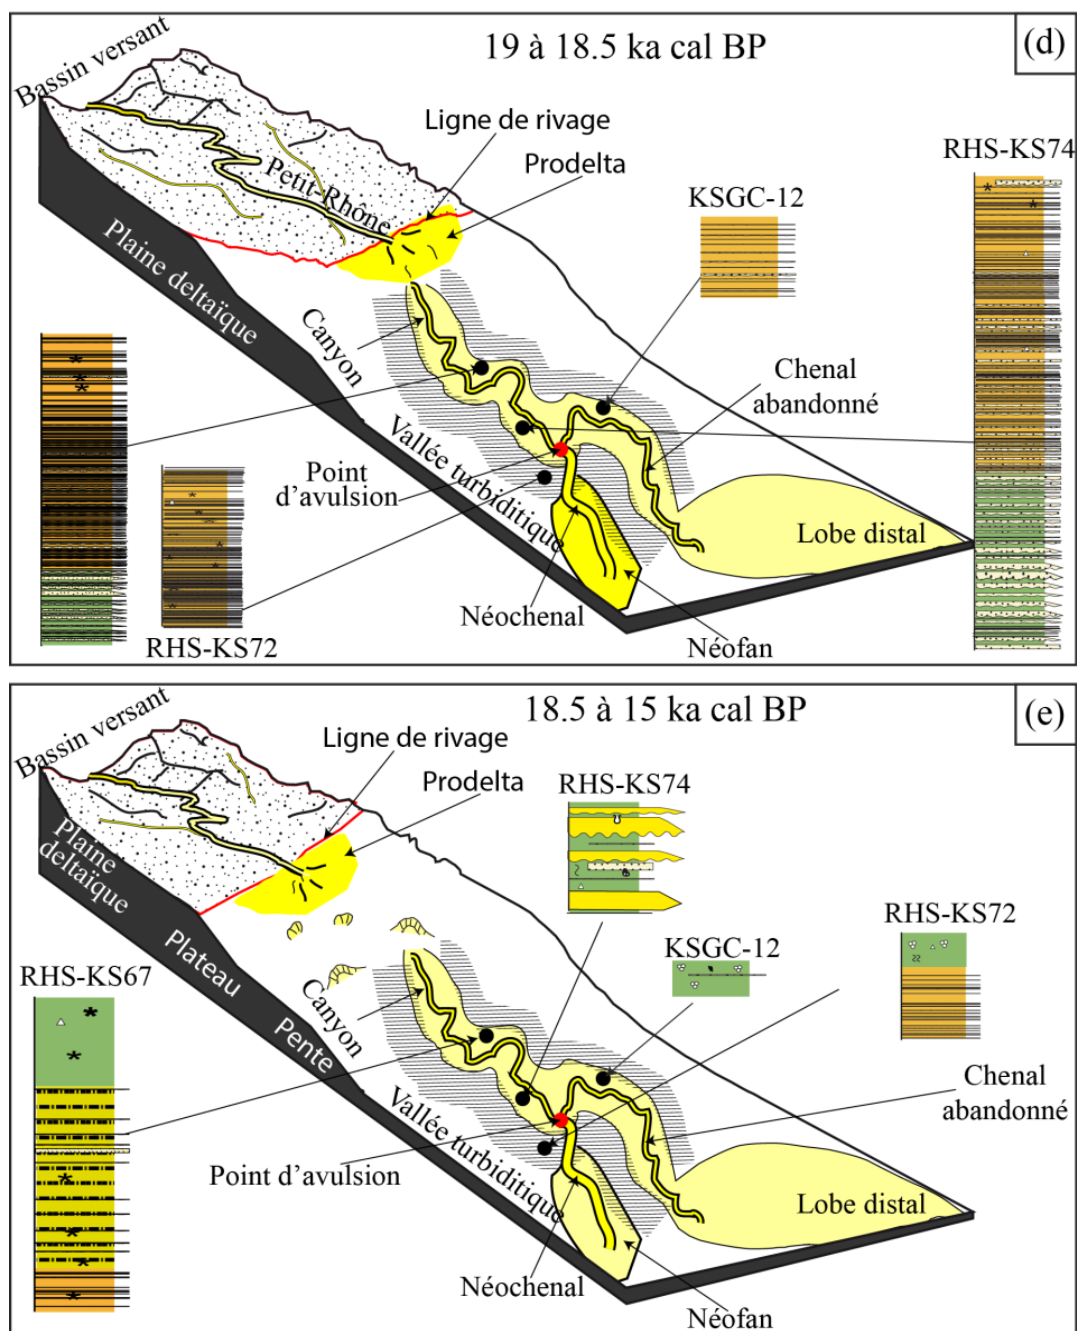 19 à 18.5 ka cal BP
(d)
Bassin versant
Ligne de rivage
Prodelta
RHS-KS74
Petit-Rhône
KSGC-12
Plaine deltaïque
Canyon
Chenal
abandonné
Vallée turbiditique
Point
d'avulsion
Lobe distal
Néochenal
RHS-KS72
Néofan
18.5 à 15 ka cal BP
(e)
Bassin versant
Ligne de rivage
Prodelta
RHS-KS74
Plaine
deltaïque
RHS-KS72
KSGC-12
Plateau
RHS-KS67
Canyon
Pente
Chenal
abandonné
Vallée turbiditique
Point d'avulsion
Lobe distal
Néochenal
Néofan